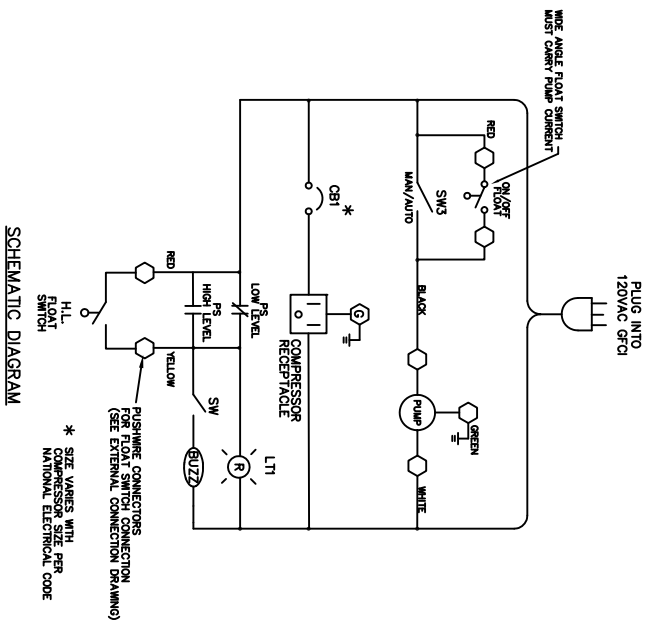 PLUG INTO
120VAC GFCI
WIDE ANGLE FLOAT SWITCH
MUST CARRY PUMP CURRENT
RED
ON/OFF
FLOAT
SW3
MAN/AUTO
BLACK
PUMP
GREEN
WHITE
CB1
*
G
COMPRESSOR
RECEPTACLE
PS
LOW LEVEL
LT1
R
PS
HIGH LEVEL
SW
BUZZ
RED
YELLOW
H.L.
FLOAT
SWITCH
PUSHWIRE CONNECTORS
FOR FLOAT SWITCH CONNECTION
(SEE EXTERNAL CONNECTION DRAWING)
* SIZE VARIES WITH
COMPRESSOR SIZE PER
NATIONAL ELECTRICAL CODE
SCHEMATIC DIAGRAM